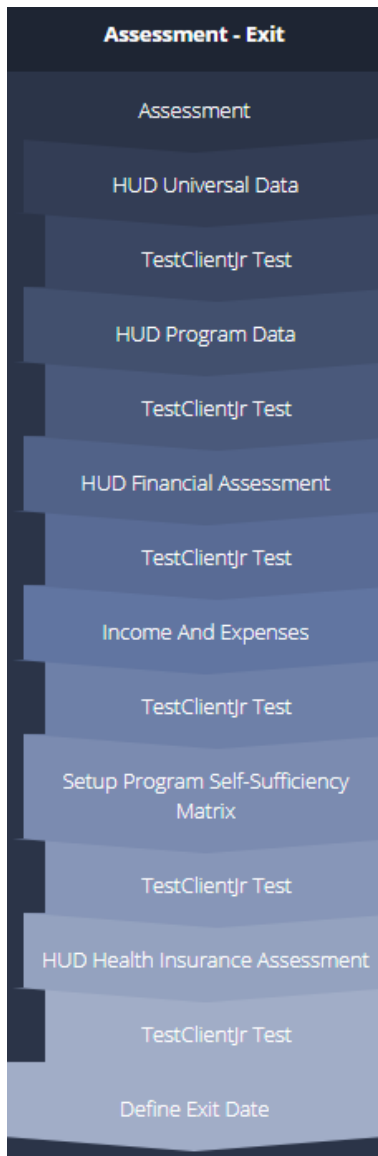 Assessment - Exit
Assessment
HUD Universal Data
TestClientJr Test
HUD Program Data
TestClientJr Test
HUD Financial Assessment
TestClientJr Test
Income And Expenses
TestClientJr Test
Setup Program Self-Sufficiency
Matrix
TestClientJr Test
HUD Health Insurance Assessment
TestClientJr Test
Define Exit Date